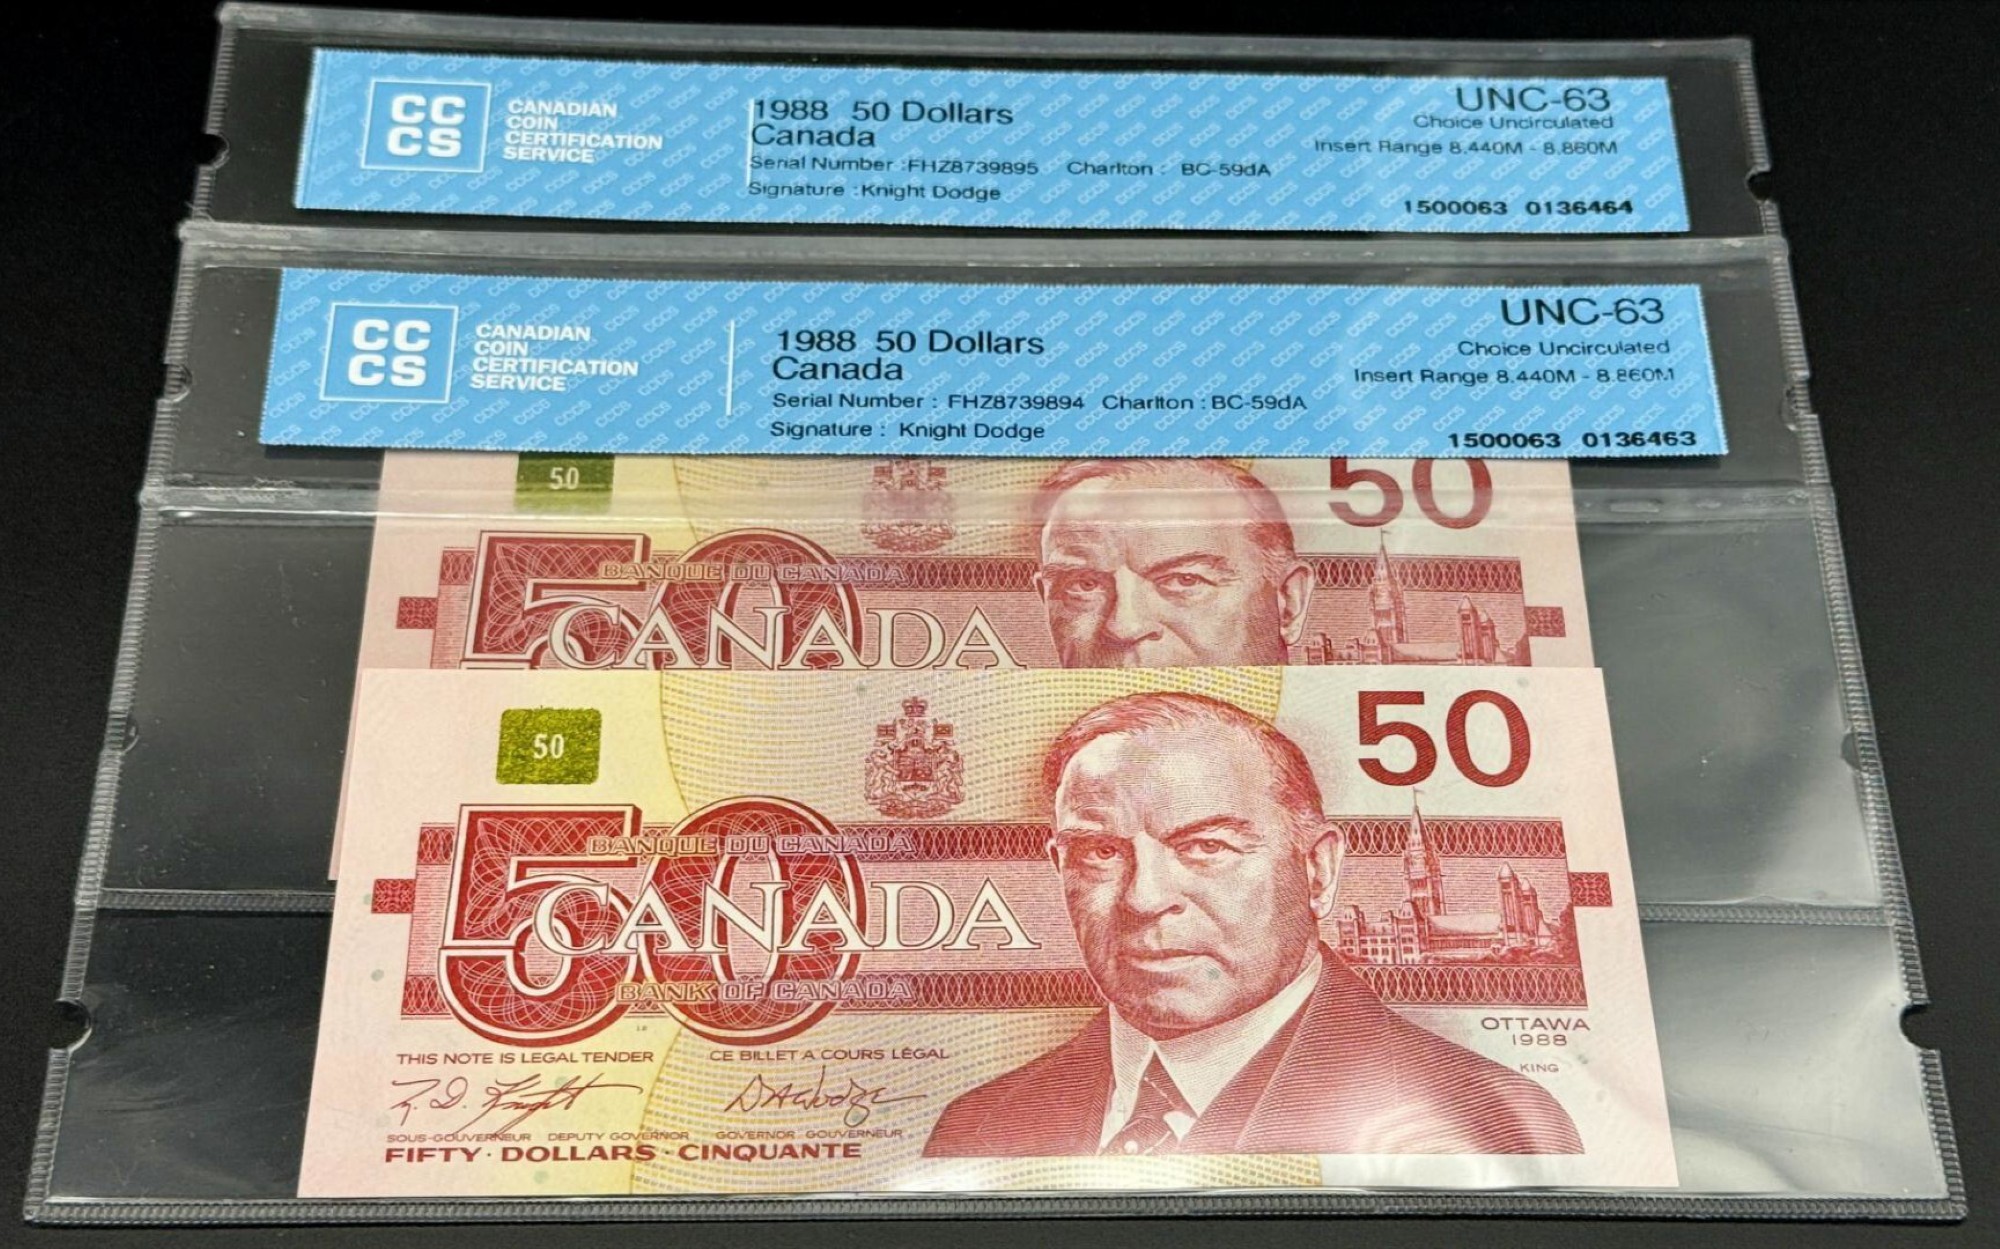 CC
CS
CANADIAN
COIN
CERTIFICATION
SERVICE
1988 50 Dollars
Canada
Serial Number :FHZ8739895 Charlton : BC-59dA
Signature :Knight Dodge
UNC-63
Choice Uncirculated
Insert Range 8.440M - 8.860M
1500063 0136464
CC
CS
CANADIAN
COIN
CERTIFICATION
SERVICE
1988 50 Dollars
Canada
Serial Number : FHZ8739894 Charlton : BC-59dA
Signature : Knight Dodge
UNC-63
Choice Uncirculated
Insert Range 8.440M - 8.860M
1500063 0136463
50
50
50
BANQUE DU CANADA
CANADA
50
50
50
BANQUE DU CANADA
CANADA
BANK OF CANADA
OTTAWA
1988
KING
THIS NOTE IS LEGAL TENDER CE BILLET A COURS LÉGAL
SOUS-GOUVERNEUR DEPUTY GOVERNOR GOVERNOR GOUVERNEUR
FIFTY · DOLLARS · CINQUANTE